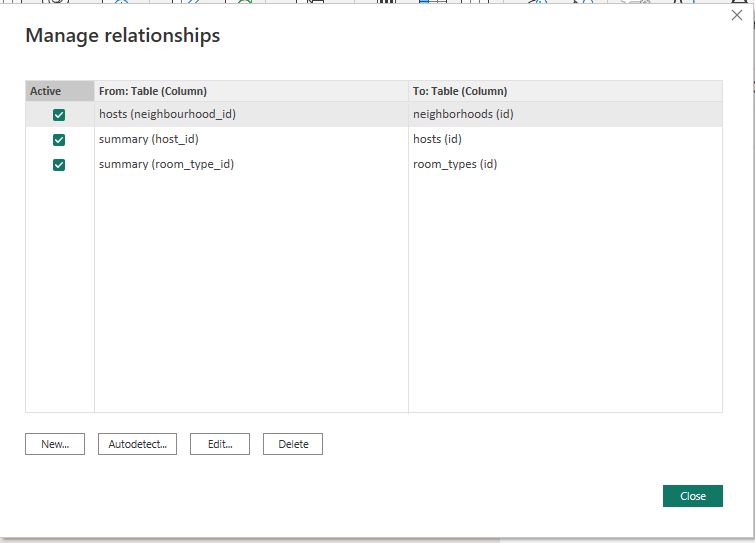 Manage relationships
Active From: Table (Column) To: Table (Column)
hosts (neighbourhood_id) neighborhoods (id)
summary (host_id) hosts (id)
summary (room_type_id) room_types (id)
New... Autodetect... Edit... Delete
Close